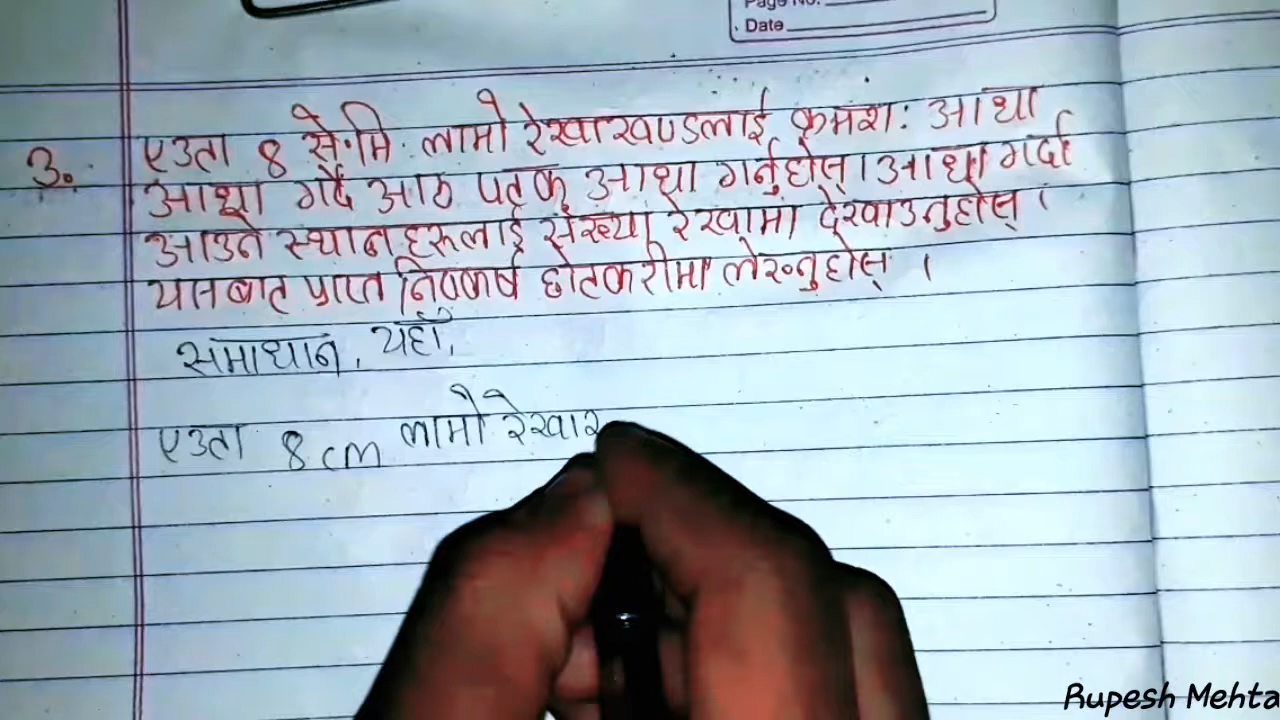 Page No.
Date
3. एउटा 8 से.मि. लामो रेखाखण्डलाई क्रमश: आधा
आधा गर्दै आठ पटक आधा गर्नुहोस् । आधा गर्दा
आउने स्थानहरूलाई संख्या रेखामा देखाउनुहोस् ।
यसबाट प्राप्त निष्कर्ष छोटकरीमा लेख्नुहोस् ।
समाधान, यहाँ,
एउटा 8 cm लामो रेखाख
Rupesh Mehta